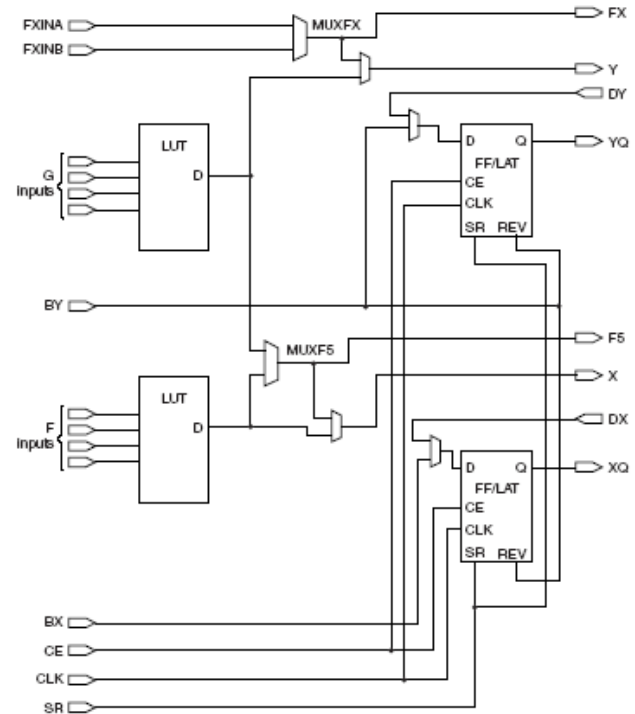 FXINA
FXINB
MUXFX
FX
Y
DY
LUT
D
G
inputs
D Q
FF/LAT
CE
CLK
SR REV
YQ
BY
MUXF5
F5
X
LUT
D
F
inputs
DX
D Q
FF/LAT
CE
CLK
SR REV
XQ
BX
CE
CLK
SR